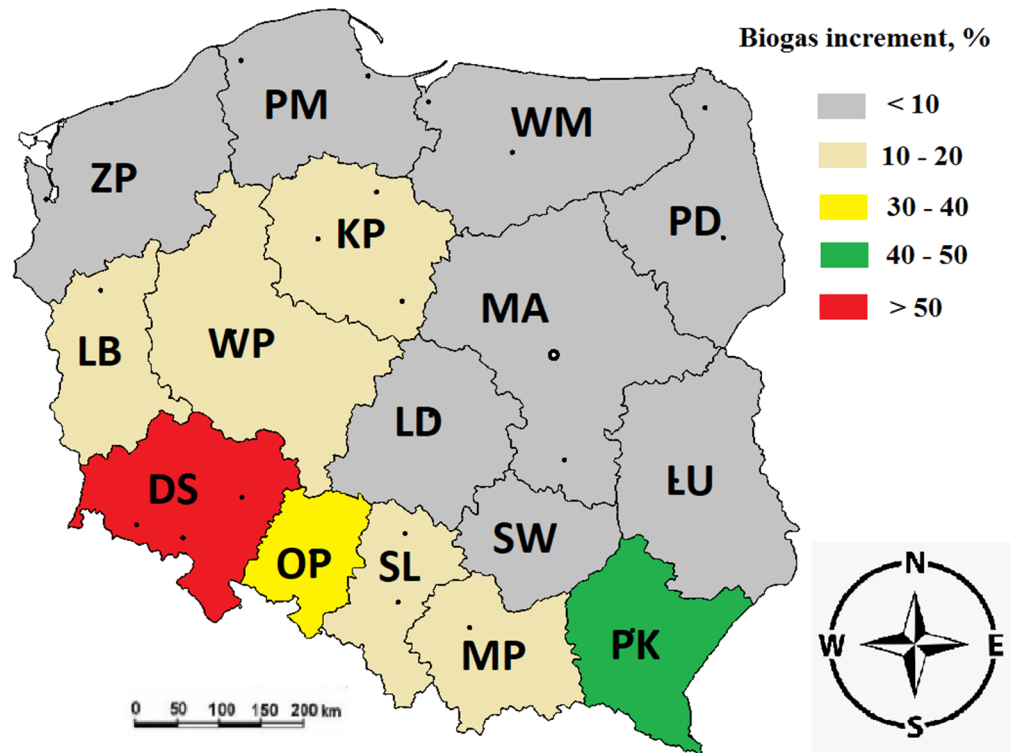 Biogas increment, %
< 10
10 - 20
30 - 40
40 - 50
> 50
PM
WM
ZP
KP
PD
MA
LB
WP
LD
DS
ŁU
SW
OP
SL
PK
MP
N
W
E
S
0 50 100 150 200 km